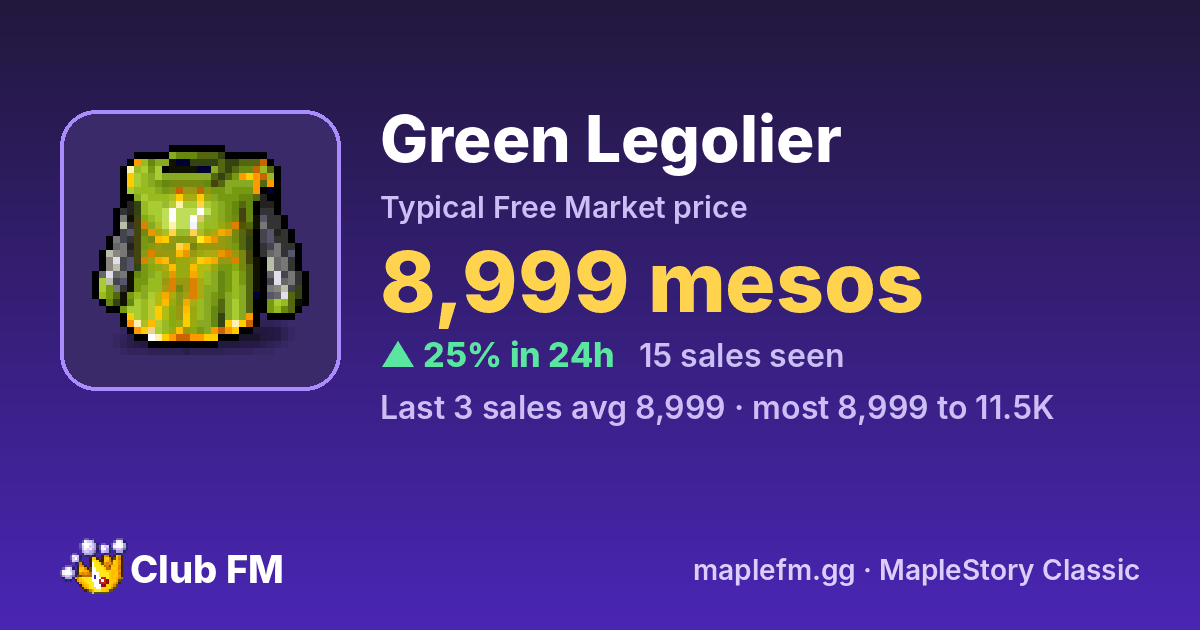 Green Legolier
Typical Free Market price
8,999 mesos
▲ 25% in 24h 15 sales seen
Last 3 sales avg 8,999 · most 8,999 to 11.5K
Club FM
maplefm.gg · MapleStory Classic